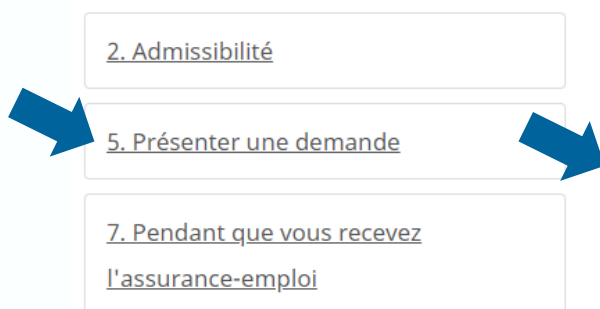 2. Admissibilité
5. Présenter une demande
7. Pendant que vous recevez
l'assurance-emploi